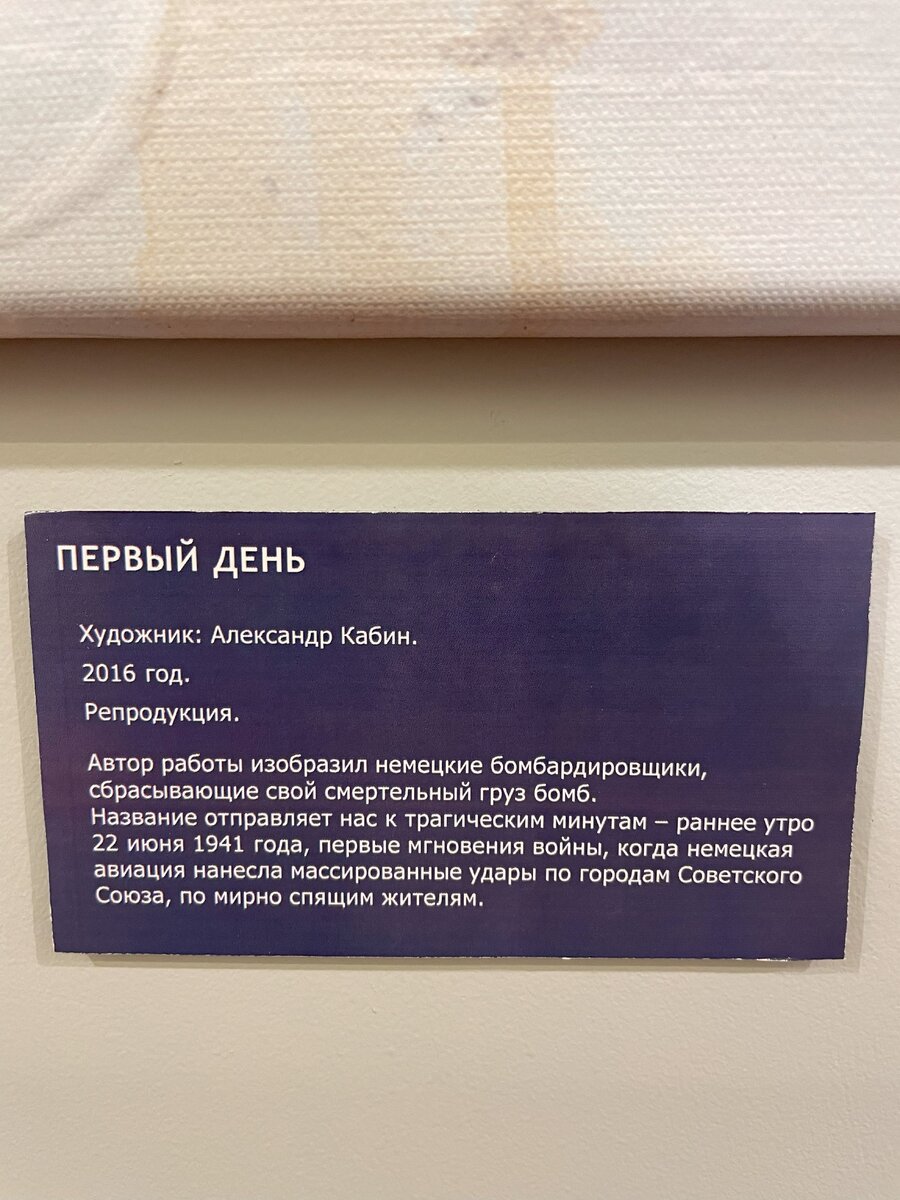 ПЕРВЫЙ ДЕНЬ
Художник: Александр Кабин.
2016 год.
Репродукция.
Автор работы изобразил немецкие бомбардировщики,
сбрасывающие свой смертельный груз бомб.
Название отправляет нас к трагическим минутам – раннее утро
22 июня 1941 года, первые мгновения войны, когда немецкая
авиация нанесла массированные удары по городам Советского
Союза, по мирно спящим жителям.